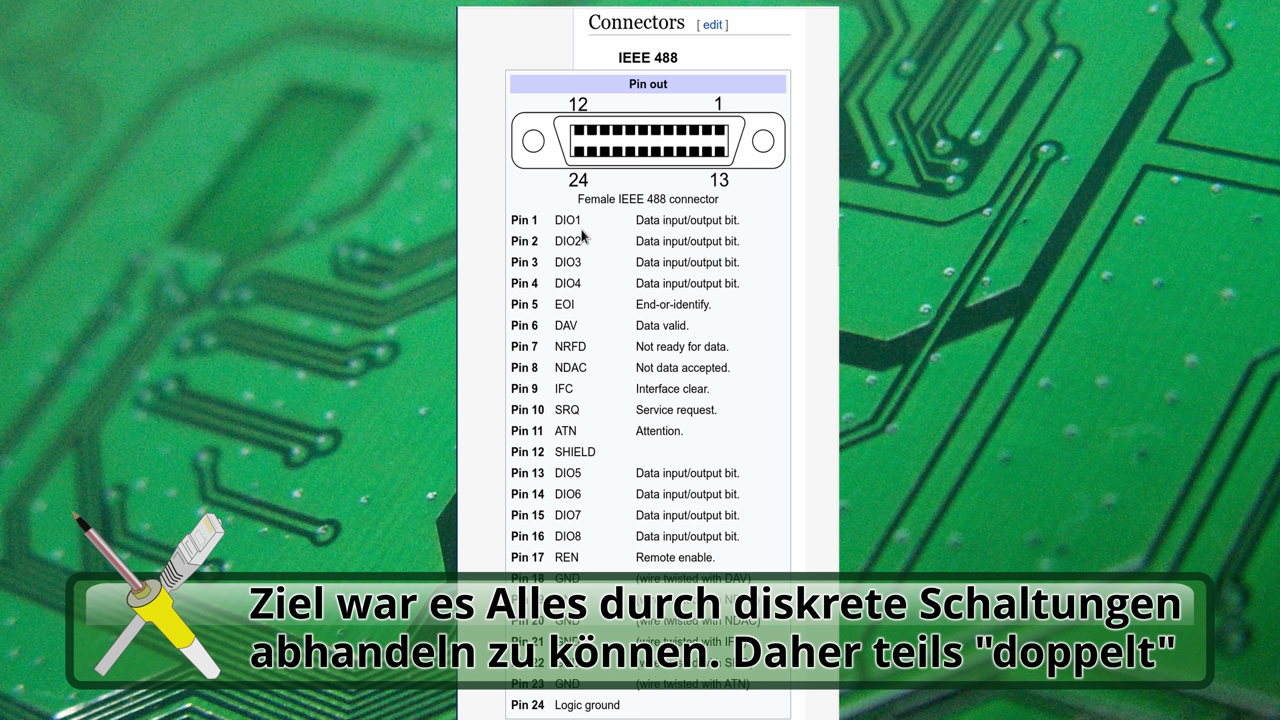 Connectors [ edit ]
IEEE 488
Pin out
12 1
24 13
Female IEEE 488 connector
Pin 1 DIO1 Data input/output bit.
Pin 2 DIO2 Data input/output bit.
Pin 3 DIO3 Data input/output bit.
Pin 4 DIO4 Data input/output bit.
Pin 5 EOI End-or-identify.
Pin 6 DAV Data valid.
Pin 7 NRFD Not ready for data.
Pin 8 NDAC Not data accepted.
Pin 9 IFC Interface clear.
Pin 10 SRQ Service request.
Pin 11 ATN Attention.
Pin 12 SHIELD
Pin 13 DIO5 Data input/output bit.
Pin 14 DIO6 Data input/output bit.
Pin 15 DIO7 Data input/output bit.
Pin 16 DIO8 Data input/output bit.
Pin 17 REN Remote enable.
Pin 18 GND (wire twisted with DAV)
Ziel war es Alles durch diskrete Schaltungen
Pin 21 GND (wire twisted with
abhandeln zu können. Daher teils "doppelt"
Pin 23 GND (wire twisted with ATN)
Pin 24 Logic ground